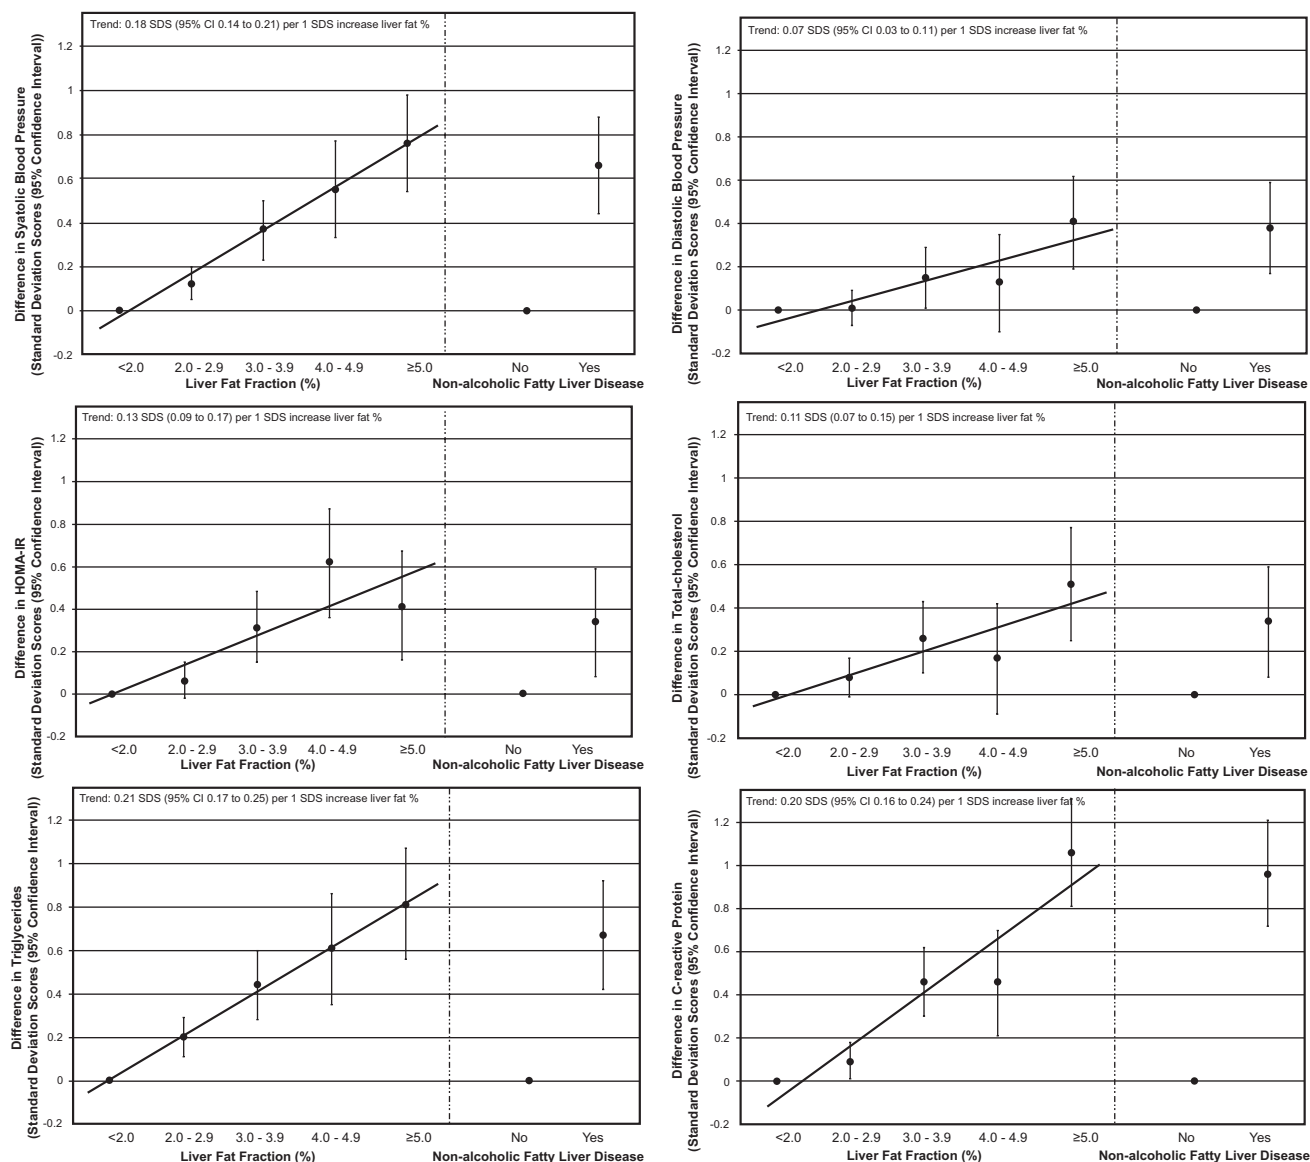 Trend: 0.18 SDS (95% CI 0.14 to 0.21) per 1 SDS increase liver fat %
Difference in Syatolic Blood Pressure
(Standard Deviation Scores (95% Confidence Interval))
1.2
1
0.8
0.6
0.4
0.2
0
-0.2
<2.0 2.0 - 2.9 3.0 - 3.9 4.0 - 4.9 ≥5.0 No Yes
Liver Fat Fraction (%) Non-alcoholic Fatty Liver Disease
Trend: 0.07 SDS (95% CI 0.03 to 0.11) per 1 SDS increase liver fat %
Difference in Diastolic Blood Pressure
(Standard Deviation Scores (95% Confidence Interval))
1.2
1
0.8
0.6
0.4
0.2
0
-0.2
<2.0 2.0 - 2.9 3.0 - 3.9 4.0 - 4.9 ≥5.0 No Yes
Liver Fat Fraction (%) Non-alcoholic Fatty Liver Disease
Trend: 0.13 SDS (0.09 to 0.17) per 1 SDS increase liver fat %
Difference in HOMA-IR
(Standard Deviation Scores (95% Confidence Interval))
1.2
1
0.8
0.6
0.4
0.2
0
-0.2
<2.0 2.0 - 2.9 3.0 - 3.9 4.0 - 4.9 ≥5.0 No Yes
Liver Fat Fraction (%) Non-alcoholic Fatty Liver Disease
Trend: 0.11 SDS (0.07 to 0.15) per 1 SDS increase liver fat %
Difference in Total-cholesterol
(Standard Deviation Scores (95% Confidence Interval))
1.2
1
0.8
0.6
0.4
0.2
0
-0.2
<2.0 2.0 - 2.9 3.0 - 3.9 4.0 - 4.9 ≥5.0 No Yes
Liver Fat Fraction (%) Non-alcoholic Fatty Liver Disease
Trend: 0.21 SDS (95% CI 0.17 to 0.25) per 1 SDS increase liver fat %
Difference in Triglycerides
(Standard Deviation Scores (95% Confidence Interval))
1.2
1
0.8
0.6
0.4
0.2
0
-0.2
<2.0 2.0 - 2.9 3.0 - 3.9 4.0 - 4.9 ≥5.0 No Yes
Liver Fat Fraction (%) Non-alcoholic Fatty Liver Disease
Trend: 0.20 SDS (95% CI 0.16 to 0.24) per 1 SDS increase liver fat %
Difference in C-reactive Protein
(Standard Deviation Scores (95% Confidence Interval))
1.2
1
0.8
0.6
0.4
0.2
0
-0.2
<2.0 2.0 - 2.9 3.0 - 3.9 4.0 - 4.9 ≥5.0 No Yes
Liver Fat Fraction (%) Non-alcoholic Fatty Liver Disease